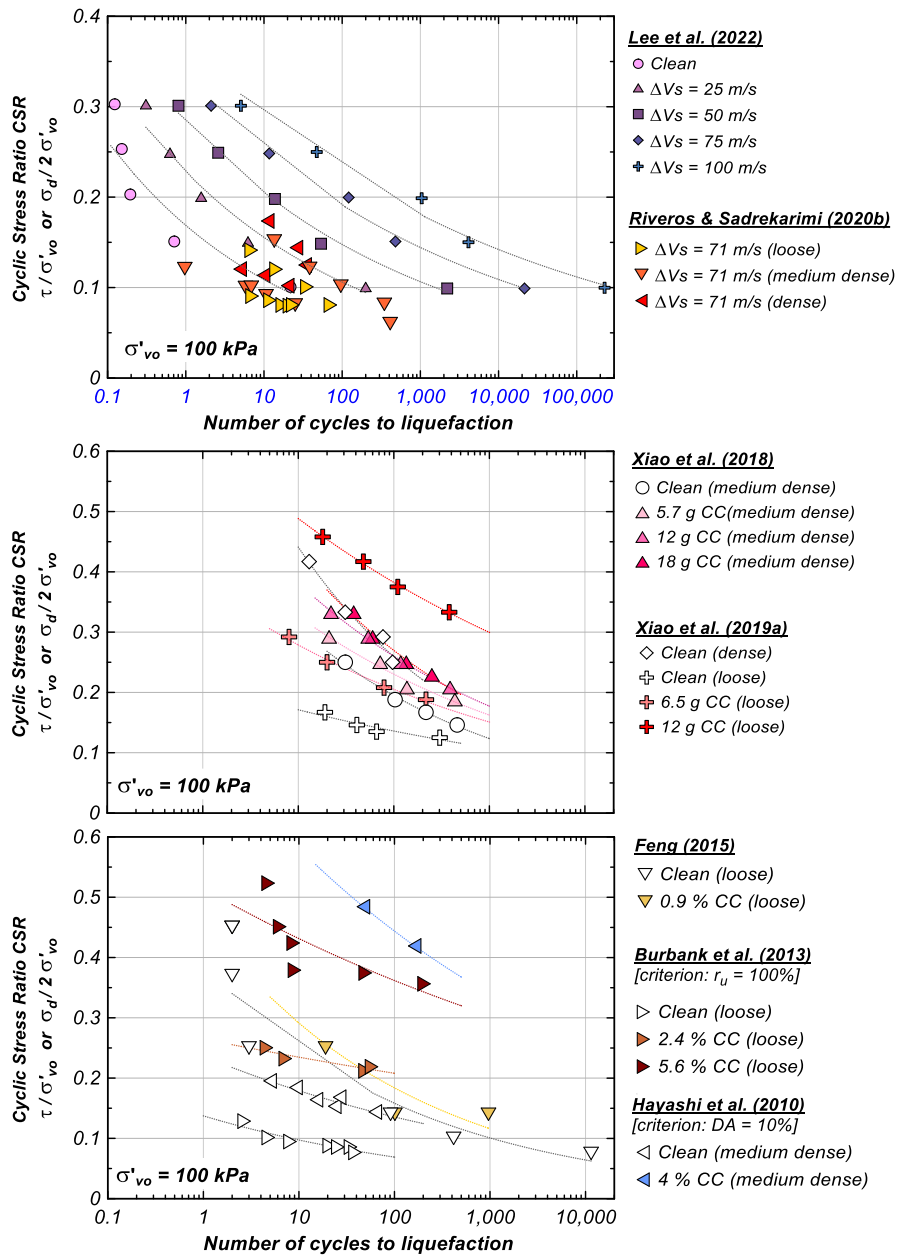 0.4
0.3
0.2
0.1
0
Cyclic Stress Ratio CSR
τ/σ'vo or σd/2 σ'vo
σ'vo = 100 kPa
0.1 1 10 100 1,000 10,000 100,000
Number of cycles to liquefaction
Lee et al. (2022)
Clean
ΔVs = 25 m/s
ΔVs = 50 m/s
ΔVs = 75 m/s
ΔVs = 100 m/s
Riveros & Sadrekarimi (2020b)
ΔVs = 71 m/s (loose)
ΔVs = 71 m/s (medium dense)
ΔVs = 71 m/s (dense)
0.6
0.5
0.4
0.3
0.2
0.1
0
Cyclic Stress Ratio CSR
τ/σ'vo or σd/2 σ'vo
σ'vo = 100 kPa
Xiao et al. (2018)
Clean (medium dense)
5.7 g CC(medium dense)
12 g CC (medium dense)
18 g CC (medium dense)
Xiao et al. (2019a)
Clean (dense)
Clean (loose)
6.5 g CC (loose)
12 g CC (loose)
0.6
0.5
0.4
0.3
0.2
0.1
0
Cyclic Stress Ratio CSR
τ/σ'vo or σd/2 σ'vo
σ'vo = 100 kPa
0.1 1 10 100 1,000 10,000
Number of cycles to liquefaction
Feng (2015)
Clean (loose)
0.9 % CC (loose)
Burbank et al. (2013)
[criterion: ru = 100%]
Clean (loose)
2.4 % CC (loose)
5.6 % CC (loose)
Hayashi et al. (2010)
[criterion: DA = 10%]
Clean (medium dense)
4 % CC (medium dense)